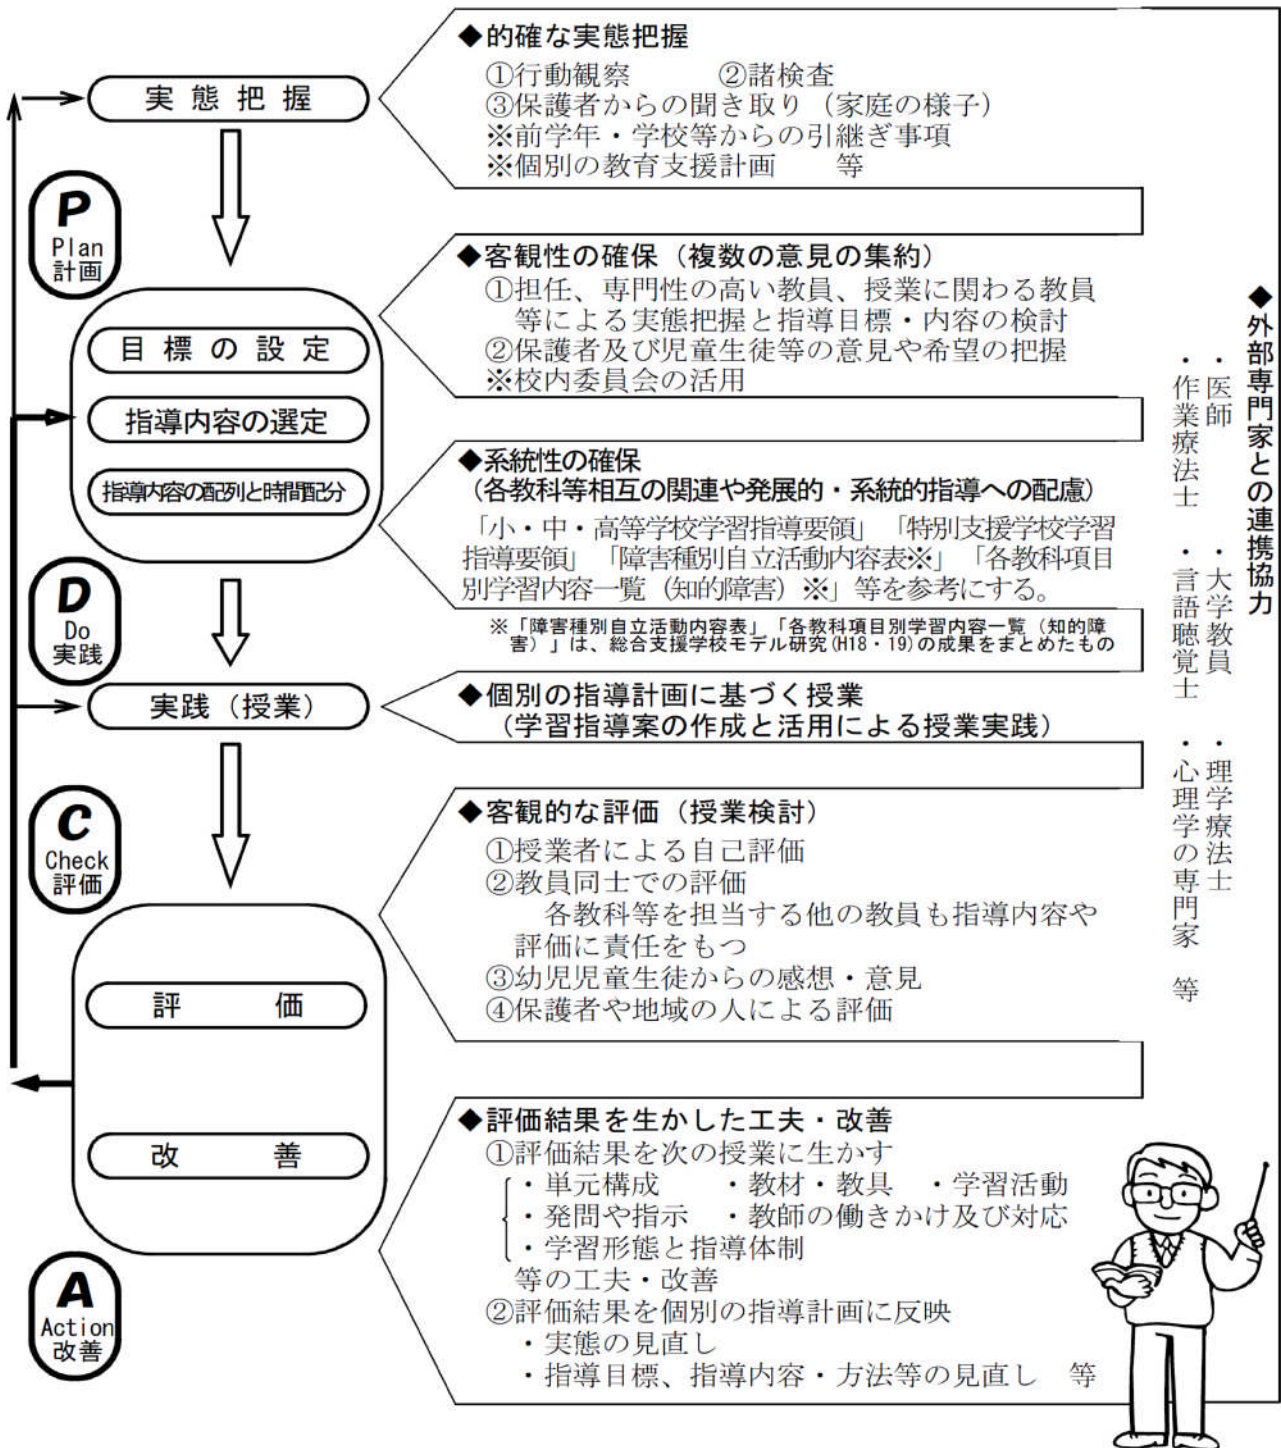 ◆的確な実態把握
①行動観察　　　②諸検査
③保護者からの聞き取り（家庭の様子）
※前学年・学校等からの引継ぎ事項
※個別の教育支援計画　　等
実態把握
P
Plan
計画
◆客観性の確保（複数の意見の集約）
①担任、専門性の高い教員、授業に関わる教員
等による実態把握と指導目標・内容の検討
②保護者及び児童生徒等の意見や希望の把握
※校内委員会の活用
目標の設定
指導内容の選定
指導内容の配列と時間配分
◆系統性の確保
（各教科等相互の関連や発展的・系統的指導への配慮）
「小・中・高等学校学習指導要領」「特別支援学校学習
指導要領」「障害種別自立活動内容表※」「各教科項目
別学習内容一覧（知的障害）※」等を参考にする。
※「障害種別自立活動内容表」「各教科項目別学習内容一覧（知的障
害）」は、総合支援学校モデル研究(H18・19)の成果をまとめたもの
D
Do
実践
実践（授業）
◆個別の指導計画に基づく授業
（学習指導案の作成と活用による授業実践）
C
Check
評価
◆客観的な評価（授業検討）
①授業者による自己評価
②教員同士での評価
各教科等を担当する他の教員も指導内容や
評価に責任をもつ
③幼児児童生徒からの感想・意見
④保護者や地域の人による評価
評　価
改　善
◆評価結果を生かした工夫・改善
①評価結果を次の授業に生かす
・単元構成　　・教材・教具　・学習活動
・発問や指示　・教師の働きかけ及び対応
・学習形態と指導体制
等の工夫・改善
②評価結果を個別の指導計画に反映
・実態の見直し
・指導目標、指導内容・方法等の見直し　等
A
Action
改善
◆外部専門家との連携協力
・医師　　　・大学教員　　・理学療法士
・作業療法士　・言語聴覚士　・心理学の専門家　等